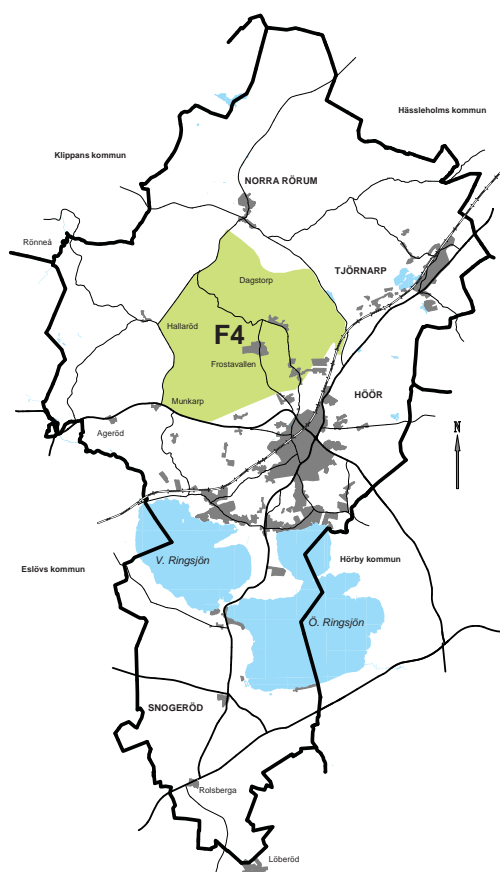 Hässleholms kommun
Klippans kommun
NORRA RÖRUM
Rönneå
TJÖRNARP
Dagstorp
Hallaröd
F4
Frostavallen
HÖÖR
Munkarp
Ageröd
N
V. Ringsjön
Hörby kommun
Eslövs kommun
Ö. Ringsjön
SNOGERÖD
Rolsberga
Löberöd